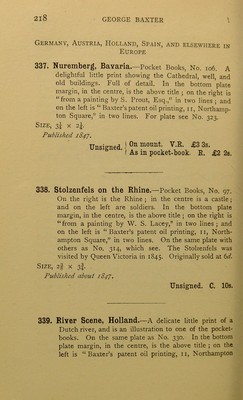 218 GEORGE BAXTER
GERMANY, AUSTRIA, HOLLAND, SPAIN, AND ELSEWHERE IN
EUROPE
337. Nuremberg, Bavaria.—Pocket Books, No. 106. A
delightful little print showing the Cathedral, well, and
old buildings. Full of detail. In the bottom plate
margin, in the centre, is the above title ; on the right is
"from a painting by S. Prout, Esq.," in two lines ; and
on the left is "Baxter's patent oil printing, 11, Northamp-
ton Square," in two lines. For plate see No. 323.
SIZE, 3¼ × 2¼.
Published 1847.
Unsigned. { On mount. V.R. £3 3s.
As in pocket-book. R. £2 2s.
338. Stolzenfels on the Rhine.—Pocket Books, No. 97.
On the right is the Rhine ; in the centre is a castle ;
and on the left are soldiers. In the bottom plate
margin, in the centre, is the above title ; on the right is
"from a painting by W. S. Lacey," in two lines ; and
on the left is "Baxter's patent oil printing, 11, North-
ampton Square," in two lines. On the same plate with
others as No. 314, which see. The Stolzenfels was
visited by Queen Victoria in 1845. Originally sold at 6d.
SIZE,
Published about 1847.
Unsigned. C. 10s.
339. River Scene, Holland.—A delicate little print of a
Dutch river, and is an illustration to one of the pocket-
books. On the same plate as No. 330. In the bottom
plate margin, in the centre, is the above title ; on the
left is "Baxter's patent oil printing, 11, Northampton